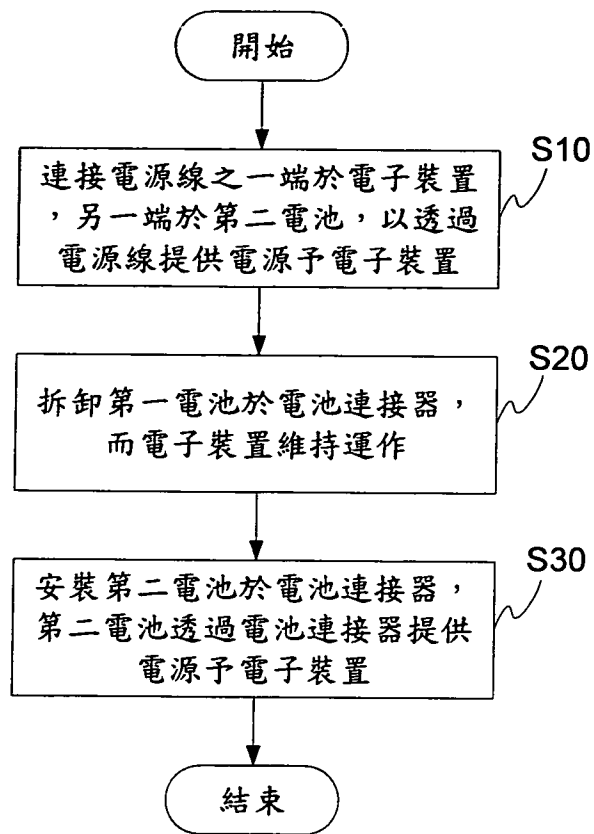 開始
S10
連接電源線之一端於電子裝置
，另一端於第二電池，以透過
電源線提供電源予電子裝置
S20
拆卸第一電池於電池連接器，
而電子裝置維持運作
S30
安裝第二電池於電池連接器，
第二電池透過電池連接器提供
電源予電子裝置
結束